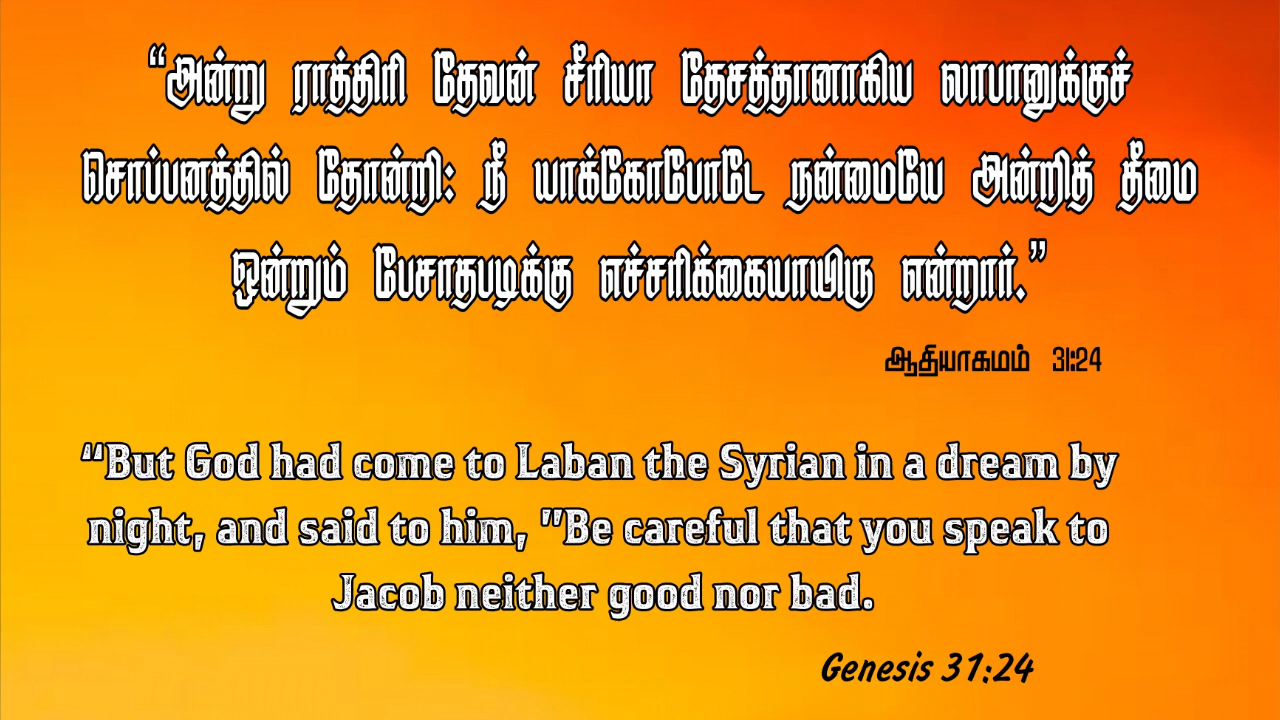 “அன்று ராத்திரி தேவன் சீரியா தேசத்தானாகிய லாபானுக்குச்
சொப்பனத்தில் தோன்றி: நீ யாக்கோபோடே நன்மையே அன்றித் தீமை
ஒன்றும் பேசாதபடிக்கு எச்சரிக்கையாயிரு என்றார்.”
ஆதியாகமம் 31:24
“But God had come to Laban the Syrian in a dream by
night, and said to him, "Be careful that you speak to
Jacob neither good nor bad.
Genesis 31:24